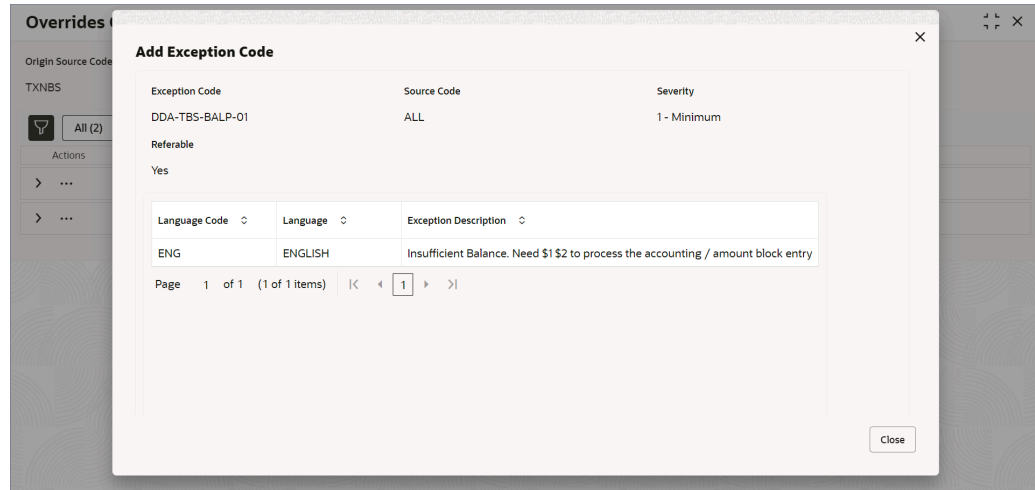 Overrides
Add Exception Code
Origin Source Code
TXNBS
All (2)
Actions
Exception Code Source Code Severity
DDA-TBS-BALP-01 ALL 1 - Minimum
Referable
Yes
Language Code Language Exception Description
ENG ENGLISH Insufficient Balance. Need $1 $2 to process the accounting / amount block entry
Page 1 of 1 (1 of 1 items) 1
Close